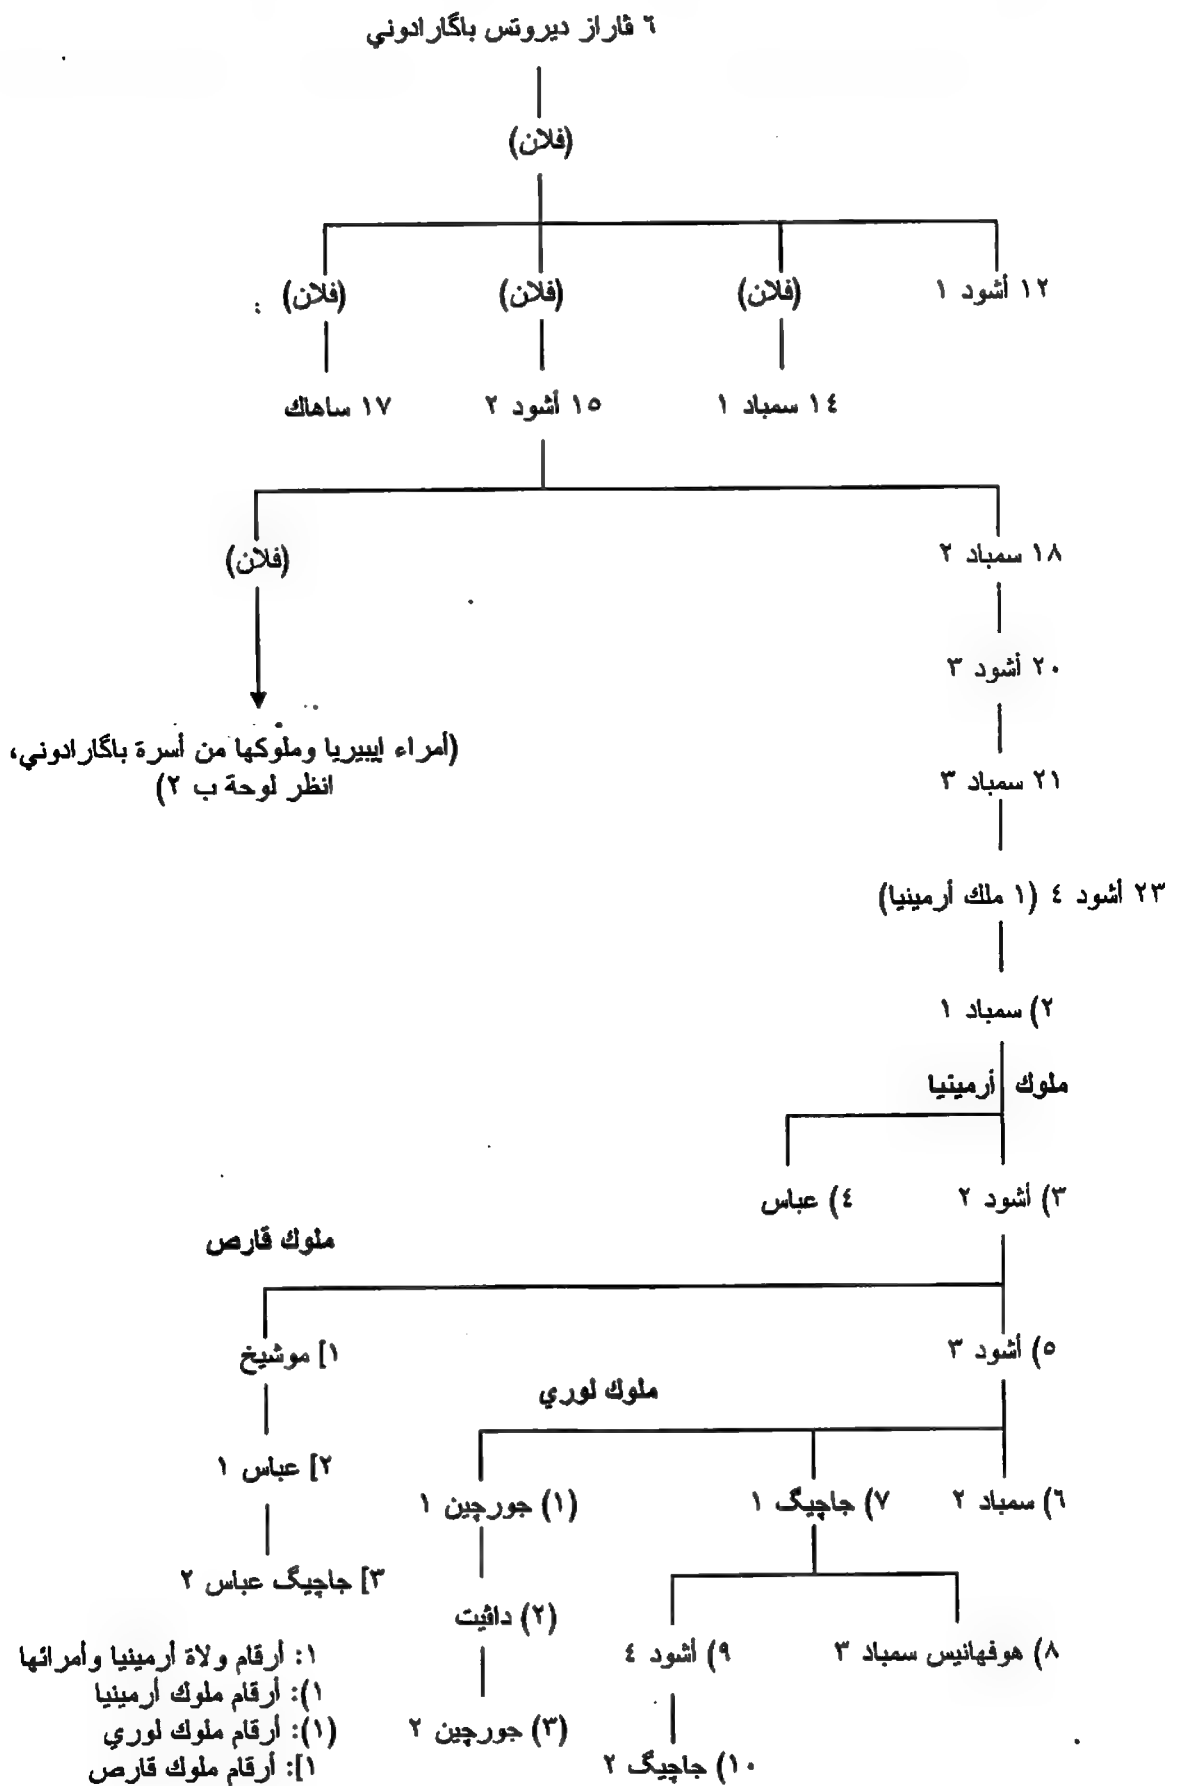 ٦ ڤاراز ديروتس باگارادوني
(فلان)
١٢ أشود ١
(فلان)
(فلان)
(فلان)
١٤ سمباد ١
١٥ أشود ٢
١٧ ساهاك
١٨ سمباد ٢
(فلان)
٢٠ أشود ٣
(أمراء إيبيريا وملوكها من أسرة باگارادوني،
انظر لوحة ب ٢)
٢١ سمباد ٣
٢٣ أشود ٤ (١ ملك أرمينيا)
٢) سمباد ١
ملوك أرمينيا
٣) أشود ٢
٤) عباس
ملوك قارص
٥) أشود ٣
١] موشيخ
ملوك لوري
٢] عباس ١
٦) سمباد ٢
٧) جاچيگ ١
(١) جورچين ١
٣] جاچيگ عباس ٢
(٢) داڤيت
٨) هوفهانيس سمباد ٣
٩) أشود ٤
(٣) جورچين ٢
١٠) جاچيگ ٢
١: أرقام ولاة أرمينيا وأمرائها
١): أرقام ملوك أرمينيا
(١): أرقام ملوك لوري
١]: أرقام ملوك قارص